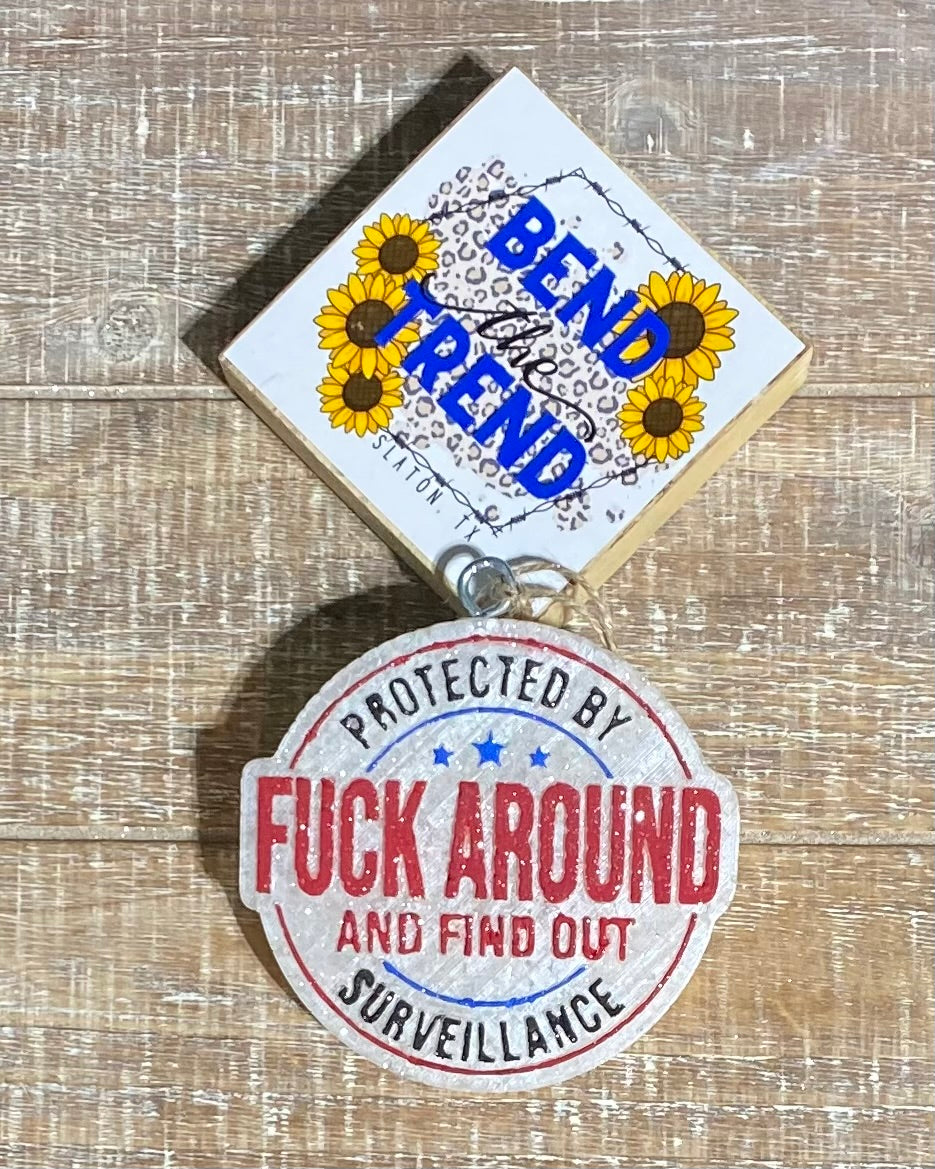 BEND
the
TREND
SLATON, TX
PROTECTED BY
FUCK AROUND
AND FIND OUT
SURVEILLANCE